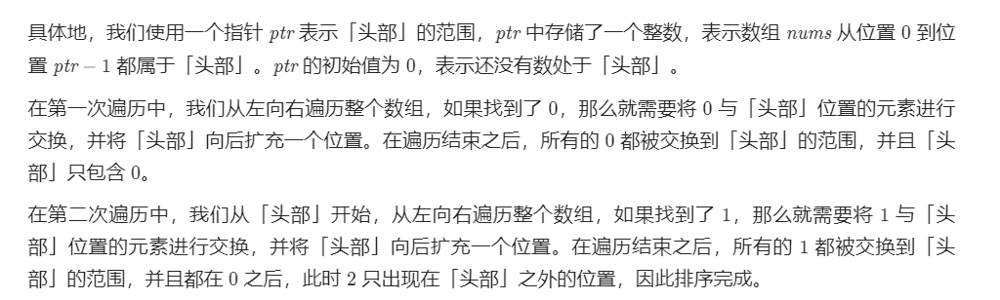 具体地，我们使用一个指针 ptr 表示「头部」的范围，ptr 中存储了一个整数，表示数组 nums 从位置 0 到位
置 ptr − 1 都属于「头部」。ptr 的初始值为 0，表示还没有数处于「头部」。
在第一次遍历中，我们从左向右遍历整个数组，如果找到了 0，那么就需要将 0 与「头部」位置的元素进行
交换，并将「头部」向后扩充一个位置。在遍历结束之后，所有的 0 都被交换到「头部」的范围，并且「头
部」只包含 0。
在第二次遍历中，我们从「头部」开始，从左向右遍历整个数组，如果找到了 1，那么就需要将 1 与「头
部」位置的元素进行交换，并将「头部」向后扩充一个位置。在遍历结束之后，所有的 1 都被交换到「头
部」的范围，并且都在 0 之后，此时 2 只出现在「头部」之外的位置，因此排序完成。